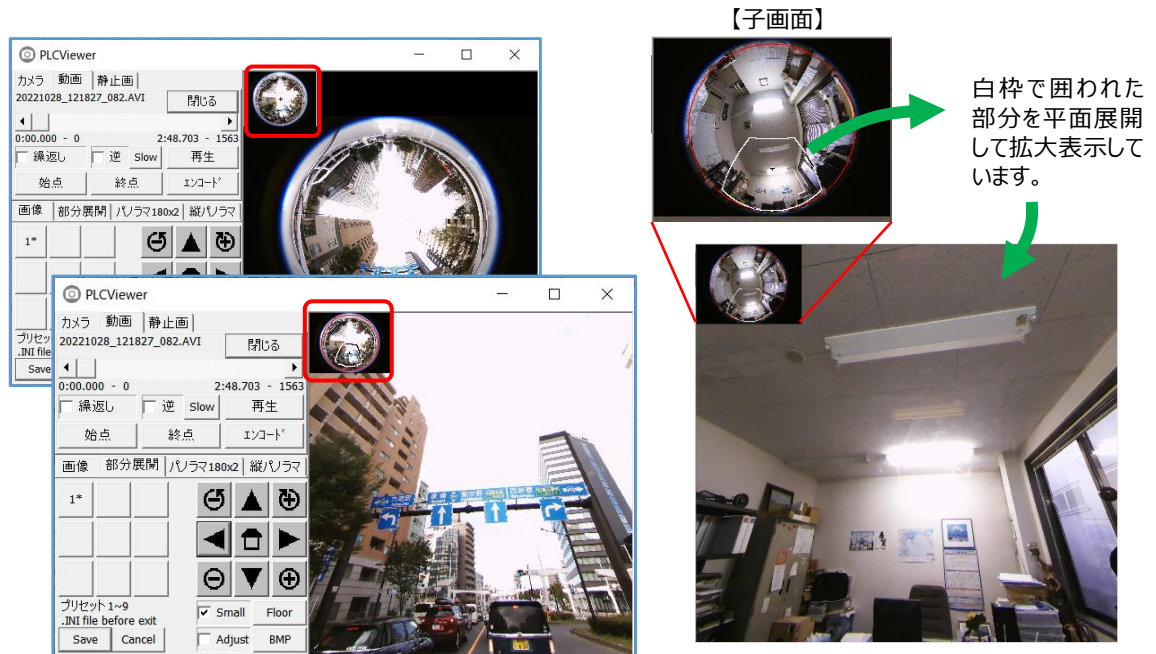 PLCViewer
カメラ 動画 静止画
20221028_121827_082.AVI 閉じる
0:00.000 - 0 2:48.703 - 1563
繰返し 逆 Slow 再生
始点 終点 エンコード
画像 部分展開 パノラマ180x2 縦パノラマ
1*
プリセッ
.INI file
Save
PLCViewer
カメラ 動画 静止画
20221028_121827_082.AVI 閉じる
0:00.000 - 0 2:48.703 - 1563
繰返し 逆 Slow 再生
始点 終点 エンコード
画像 部分展開 パノラマ180x2 縦パノラマ
1*
プリセット 1~9
.INI file before exit
Small Floor
Save Cancel Adjust BMP
【子画面】
白枠で囲われた
部分を平面展開
して拡大表示して
います。